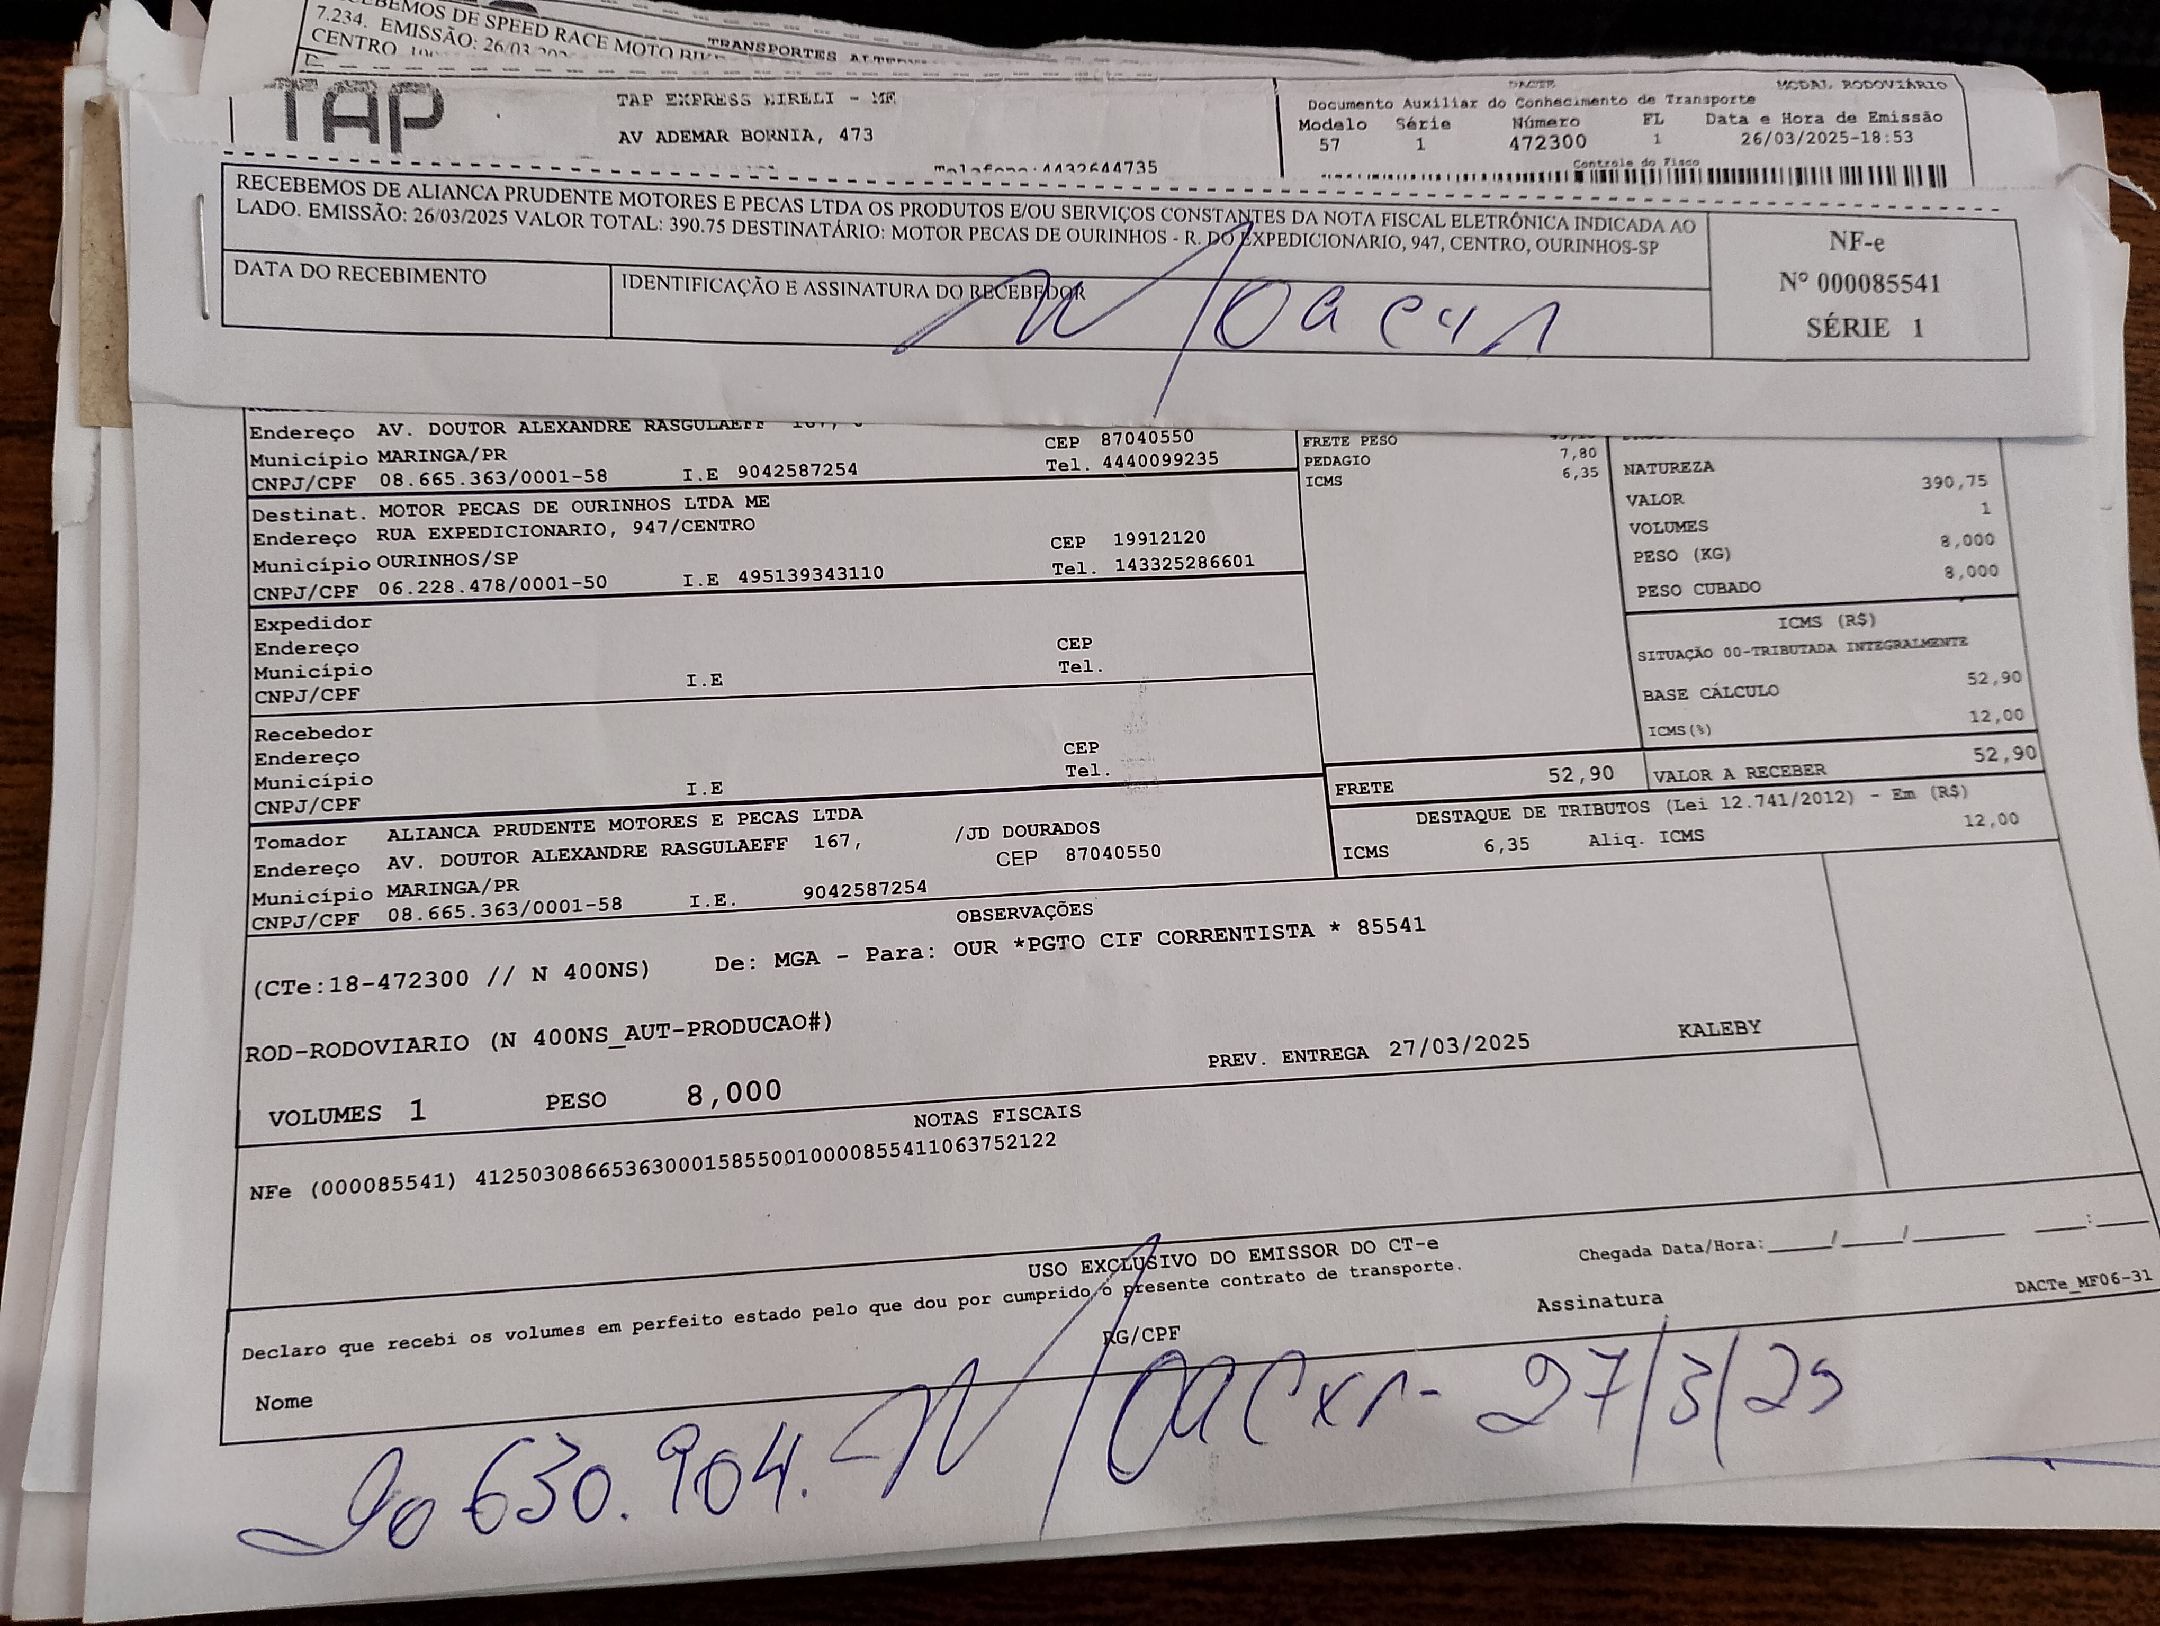 CEBEMOS DE SPEED RACE MOTO
7.234. EMISSÃO: 26/03
CENTRO
TRANSPORTES
TAP
TAP EXPRESS EIRELI - MF
AV ADEMAR BORNIA, 473
Telefone:4432644735
DACTE
MODAL RODOVIÁRIO
Documento Auxiliar do Conhecimento de Transporte
Modelo Série Número FL Data e Hora de Emissão
57 1 472300 1 26/03/2025-18:53
Controle do Fisco
RECEBEMOS DE ALIANCA PRUDENTE MOTORES E PECAS LTDA OS PRODUTOS E/OU SERVIÇOS CONSTANTES DA NOTA FISCAL ELETRÔNICA INDICADA AO
LADO. EMISSÃO: 26/03/2025 VALOR TOTAL: 390.75 DESTINATÁRIO: MOTOR PECAS DE OURINHOS - R. DO EXPEDICIONARIO, 947, CENTRO, OURINHOS-SP
DATA DO RECEBIMENTO
IDENTIFICAÇÃO E ASSINATURA DO RECEBEDOR
NF-e
Nº 000085541
SÉRIE 1
Endereço AV. DOUTOR ALEXANDRE RASGULAEFF 167,
CEP 87040550
Município MARINGA/PR
Tel. 4440099235
CNPJ/CPF 08.665.363/0001-58 I.E 9042587254
FRETE PESO
PEDAGIO 7,80
ICMS 6,35
NATUREZA
VALOR 390,75
VOLUMES 1
PESO (KG) 8,000
PESO CUBADO 8,000
Destinat. MOTOR PECAS DE OURINHOS LTDA ME
Endereço RUA EXPEDICIONARIO, 947/CENTRO
CEP 19912120
Município OURINHOS/SP
Tel. 143325286601
CNPJ/CPF 06.228.478/0001-50 I.E 495139343110
ICMS (R$)
SITUAÇÃO 00-TRIBUTADA INTEGRALMENTE
BASE CÁLCULO 52,90
ICMS(%) 12,00
Expedidor
Endereço CEP
Município Tel.
CNPJ/CPF I.E
Recebedor
Endereço CEP
Município Tel.
CNPJ/CPF I.E
FRETE 52,90 VALOR A RECEBER 52,90
DESTAQUE DE TRIBUTOS (Lei 12.741/2012) - Em (R$)
ICMS 6,35 Aliq. ICMS 12,00
Tomador ALIANCA PRUDENTE MOTORES E PECAS LTDA
Endereço AV. DOUTOR ALEXANDRE RASGULAEFF 167, /JD DOURADOS
Município MARINGA/PR CEP 87040550
CNPJ/CPF 08.665.363/0001-58 I.E. 9042587254
OBSERVAÇÕES
(CTe:18-472300 // N 400NS) De: MGA - Para: OUR *PGTO CIF CORRENTISTA * 85541
ROD-RODOVIARIO (N 400NS_AUT-PRODUCAO#)
PREV. ENTREGA 27/03/2025 KALEBY
VOLUMES 1 PESO 8,000
NOTAS FISCAIS
NFe (000085541) 41250308665363000158550010000855411063752122
USO EXCLUSIVO DO EMISSOR DO CT-e
Chegada Data/Hora:____/____/______ ___:___
Declaro que recebi os volumes em perfeito estado pelo que dou por cumprido o presente contrato de transporte.
DACTe_MF06-31
Nome RG/CPF Assinatura
630.904. 27/3/25